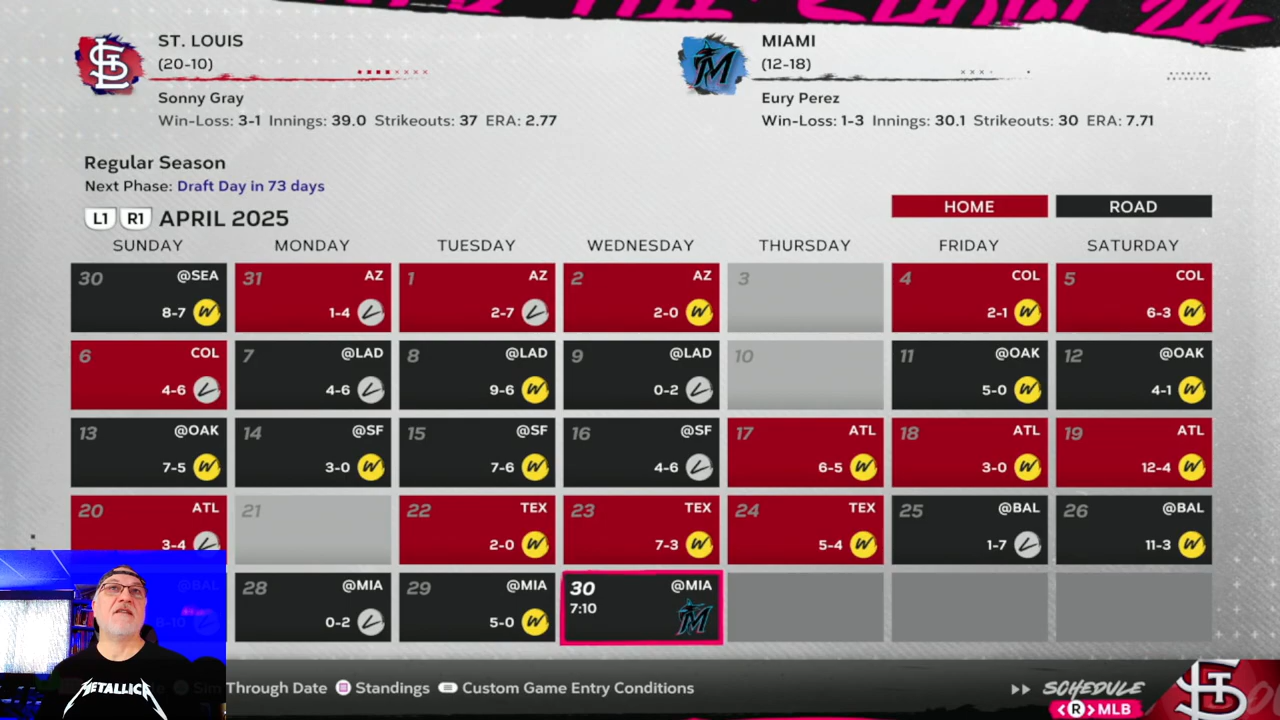 ST. LOUIS
(20-10)
Sonny Gray
Win-Loss: 3-1 Innings: 39.0 Strikeouts: 37 ERA: 2.77
MIAMI
(12-18)
Eury Perez
Win-Loss: 1-3 Innings: 30.1 Strikeouts: 30 ERA: 7.71
Regular Season
Next Phase: Draft Day in 73 days
L1 R1 APRIL 2025
HOME ROAD
SUNDAY MONDAY TUESDAY WEDNESDAY THURSDAY FRIDAY SATURDAY
30 @SEA 31 AZ 1 AZ 2 AZ 3 4 COL 5 COL
8-7 W 1-4 L 2-7 L 2-0 W 2-1 W 6-3 W
6 COL 7 @LAD 8 @LAD 9 @LAD 10 11 @OAK 12 @OAK
4-6 L 4-6 L 9-6 W 0-2 L 5-0 W 4-1 W
13 @OAK 14 @SF 15 @SF 16 @SF 17 ATL 18 ATL 19 ATL
7-5 W 3-0 W 7-6 W 4-6 L 6-5 W 3-0 W 12-4 W
20 ATL 21 22 TEX 23 TEX 24 TEX 25 @BAL 26 @BAL
3-4 L 2-0 W 7-3 W 5-4 W 1-7 L 11-3 W
@BAL 28 @MIA 29 @MIA 30 @MIA
8-10 L 0-2 L 5-0 W 7:10 M
METALLICA
Sim Through Date Standings Custom Game Entry Conditions
SCHEDULE
R MLB